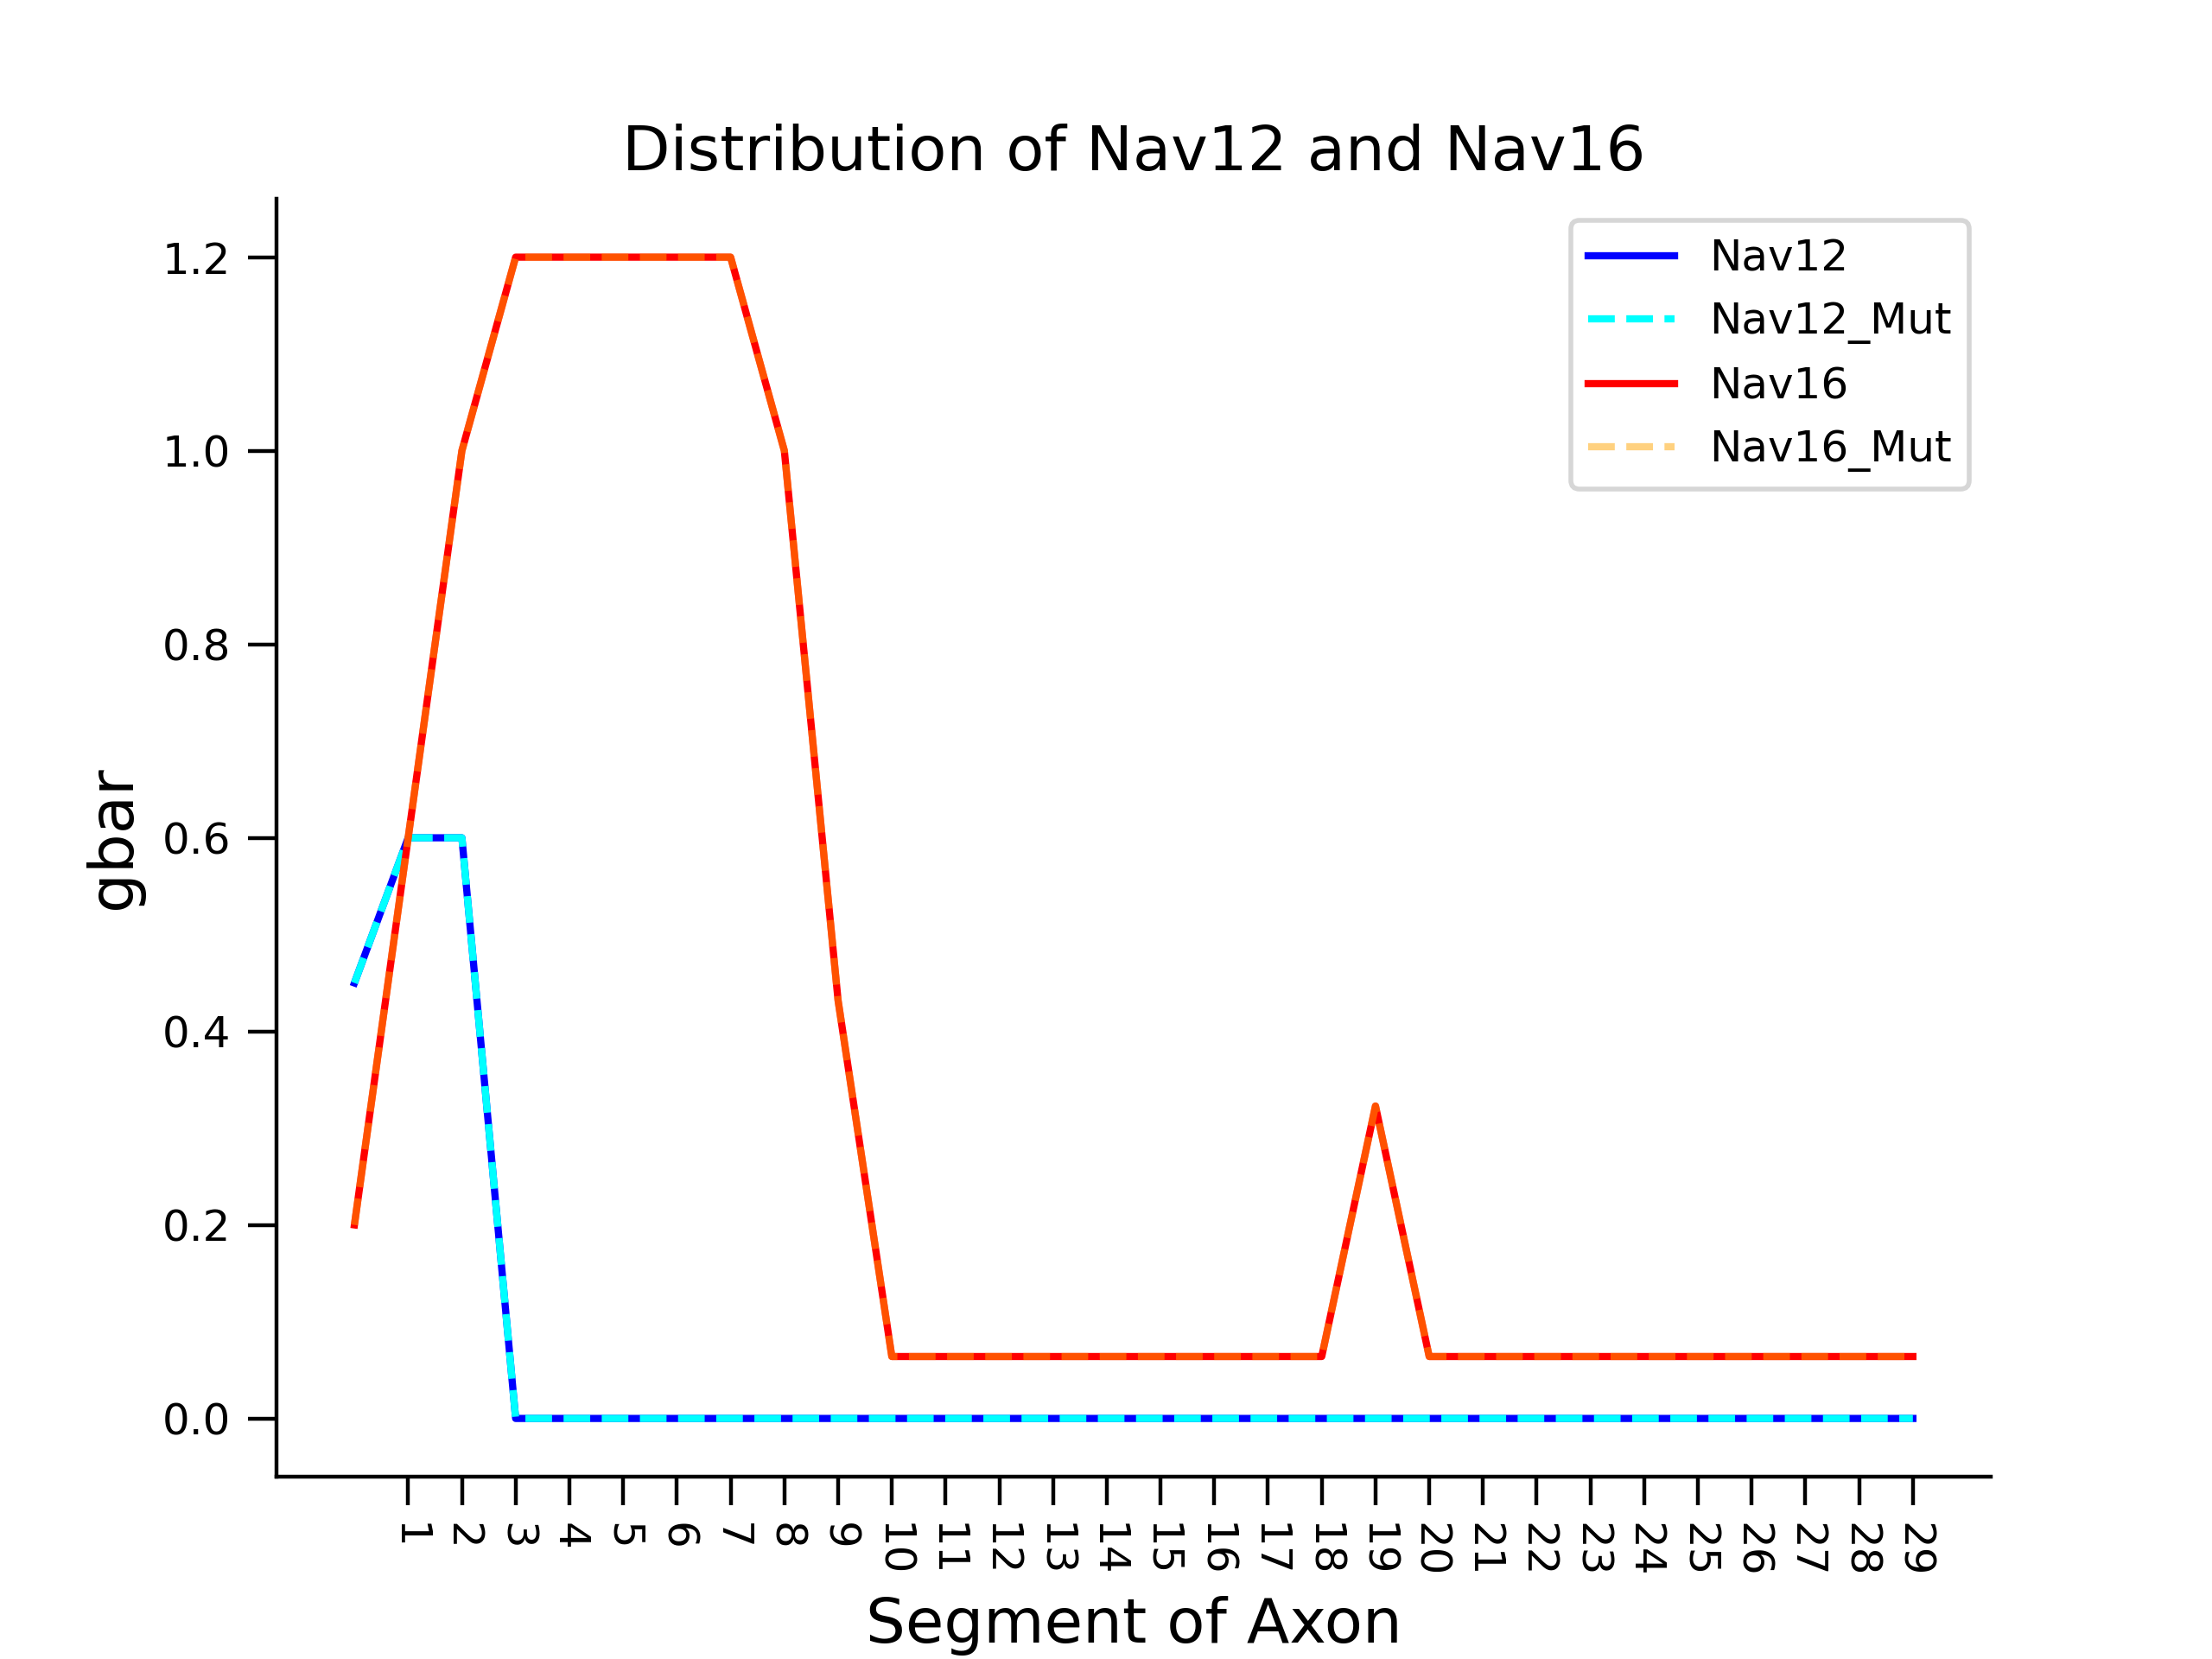 Distribution of Nav12 and Nav16
Nav12
Nav12_Mut
Nav16
Nav16_Mut
1.2
1.0
0.8
0.6
0.4
0.2
0.0
gbar
1 2 3 4 5 6 7 8 9 10 11 12 13 14 15 16 17 18 19 20 21 22 23 24 25 26 27 28 29
Segment of Axon